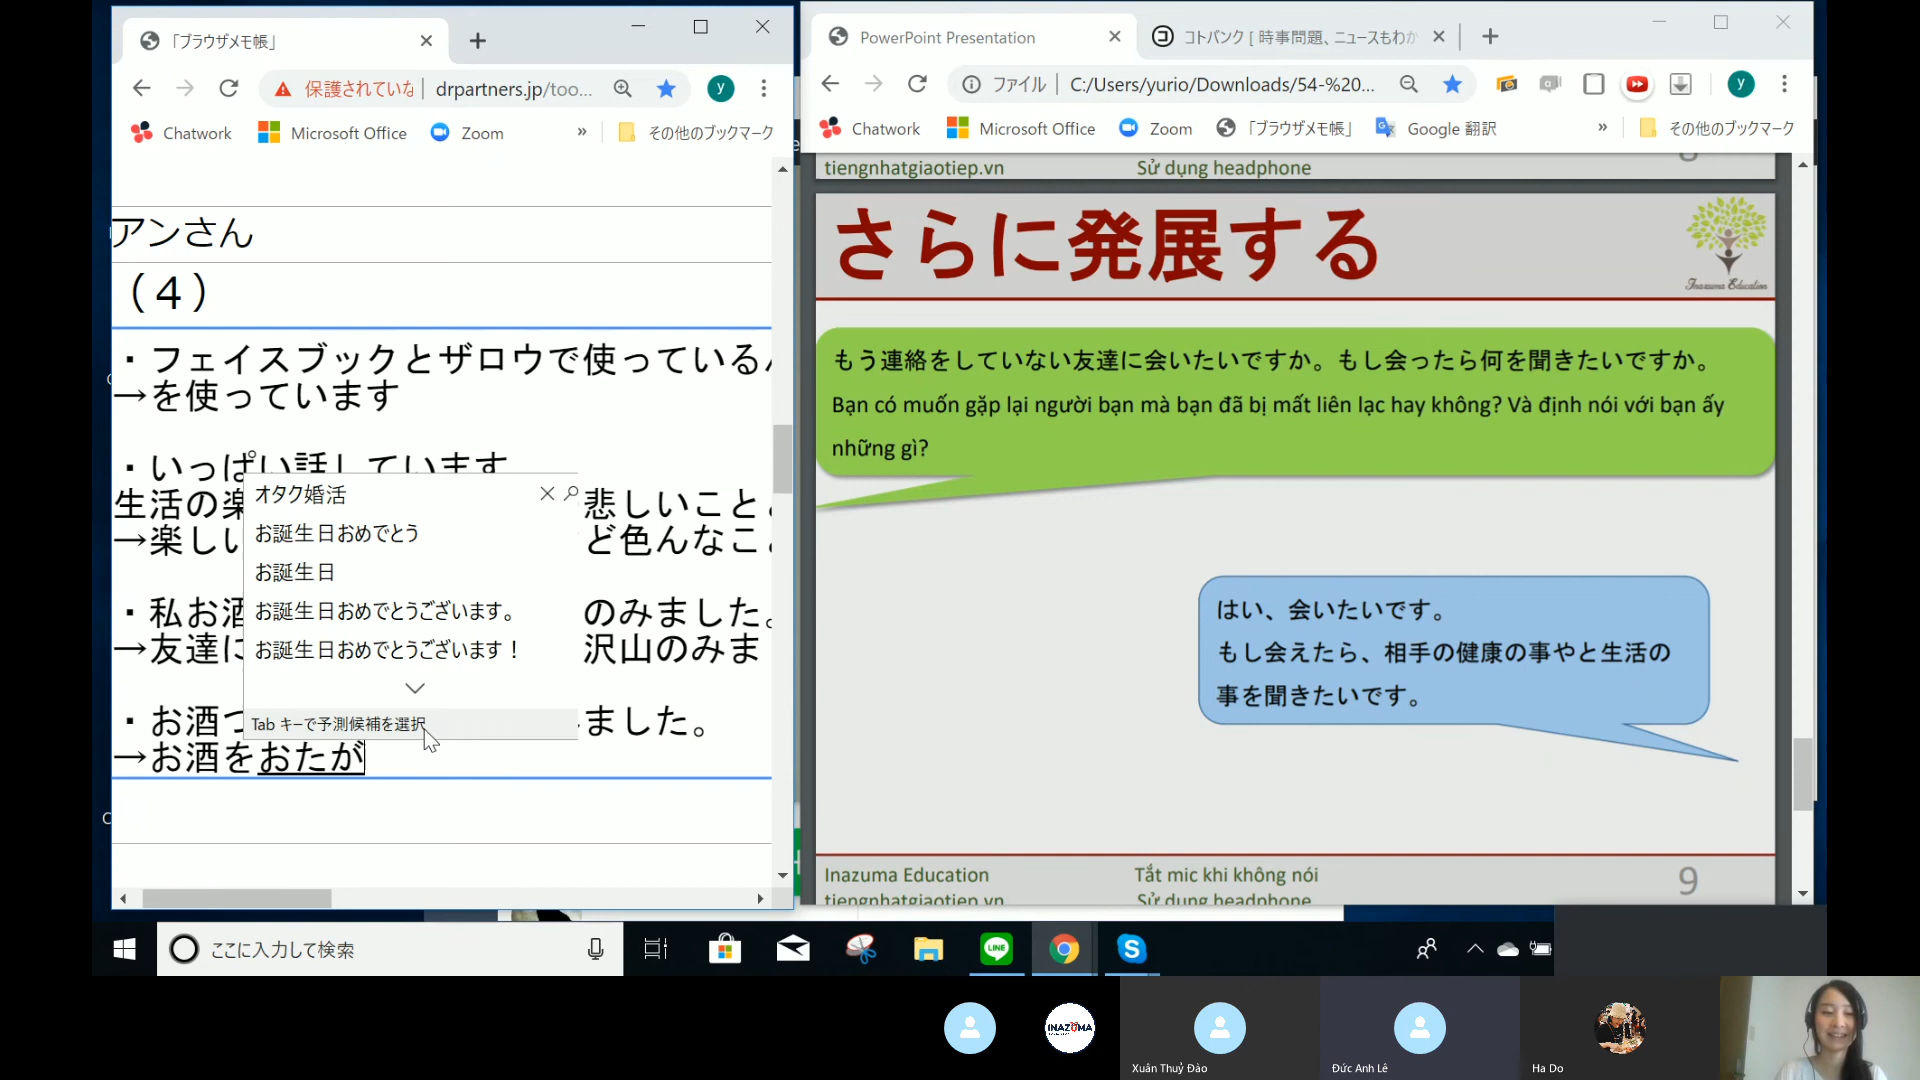 「ブラウザメモ帳」
保護されていな
drpartners.jp/too...
y
Chatwork
Microsoft Office
Zoom
»
その他のブックマーク
アンさん
（４）
・フェイスブックとザロウで使っている
→を使っています
・いっぱい話しています
生活の楽
悲しいこと
→楽し
ど色んなこ
・私お酒
のみました。
→友達に
沢山のみま
・お酒つ
ました。
→お酒をおたが
オタク婚活
お誕生日おめでとう
お誕生日
お誕生日おめでとうございます。
お誕生日おめでとうございます！
Tab キーで予測候補を選択
PowerPoint Presentation
コトバンク [ 時事問題、ニュースもわか
ファイル
C:/Users/yurio/Downloads/54-%20...
y
Chatwork
Microsoft Office
Zoom
「ブラウザメモ帳」
Google 翻訳
»
その他のブックマーク
tiengnhatgiaotiep.vn
Sử dụng headphone
さらに発展する
Inazuma Education
もう連絡をしていない友達に会いたいですか。もし会ったら何を聞きたいですか。
Bạn có muốn gặp lại người bạn mà bạn đã bị mất liên lạc hay không? Và định nói với bạn ấy
những gì?
はい、会いたいです。
もし会えたら、相手の健康の事やと生活の
事を聞きたいです。
Inazuma Education
Tắt mic khi không nói
9
tiengnhatgiaotiep.vn
Sử dụng headphone
ここに入力して検索
LINE
INAZUMA
Xuân Thuỷ Đào
Đức Anh Lê
Ha Do